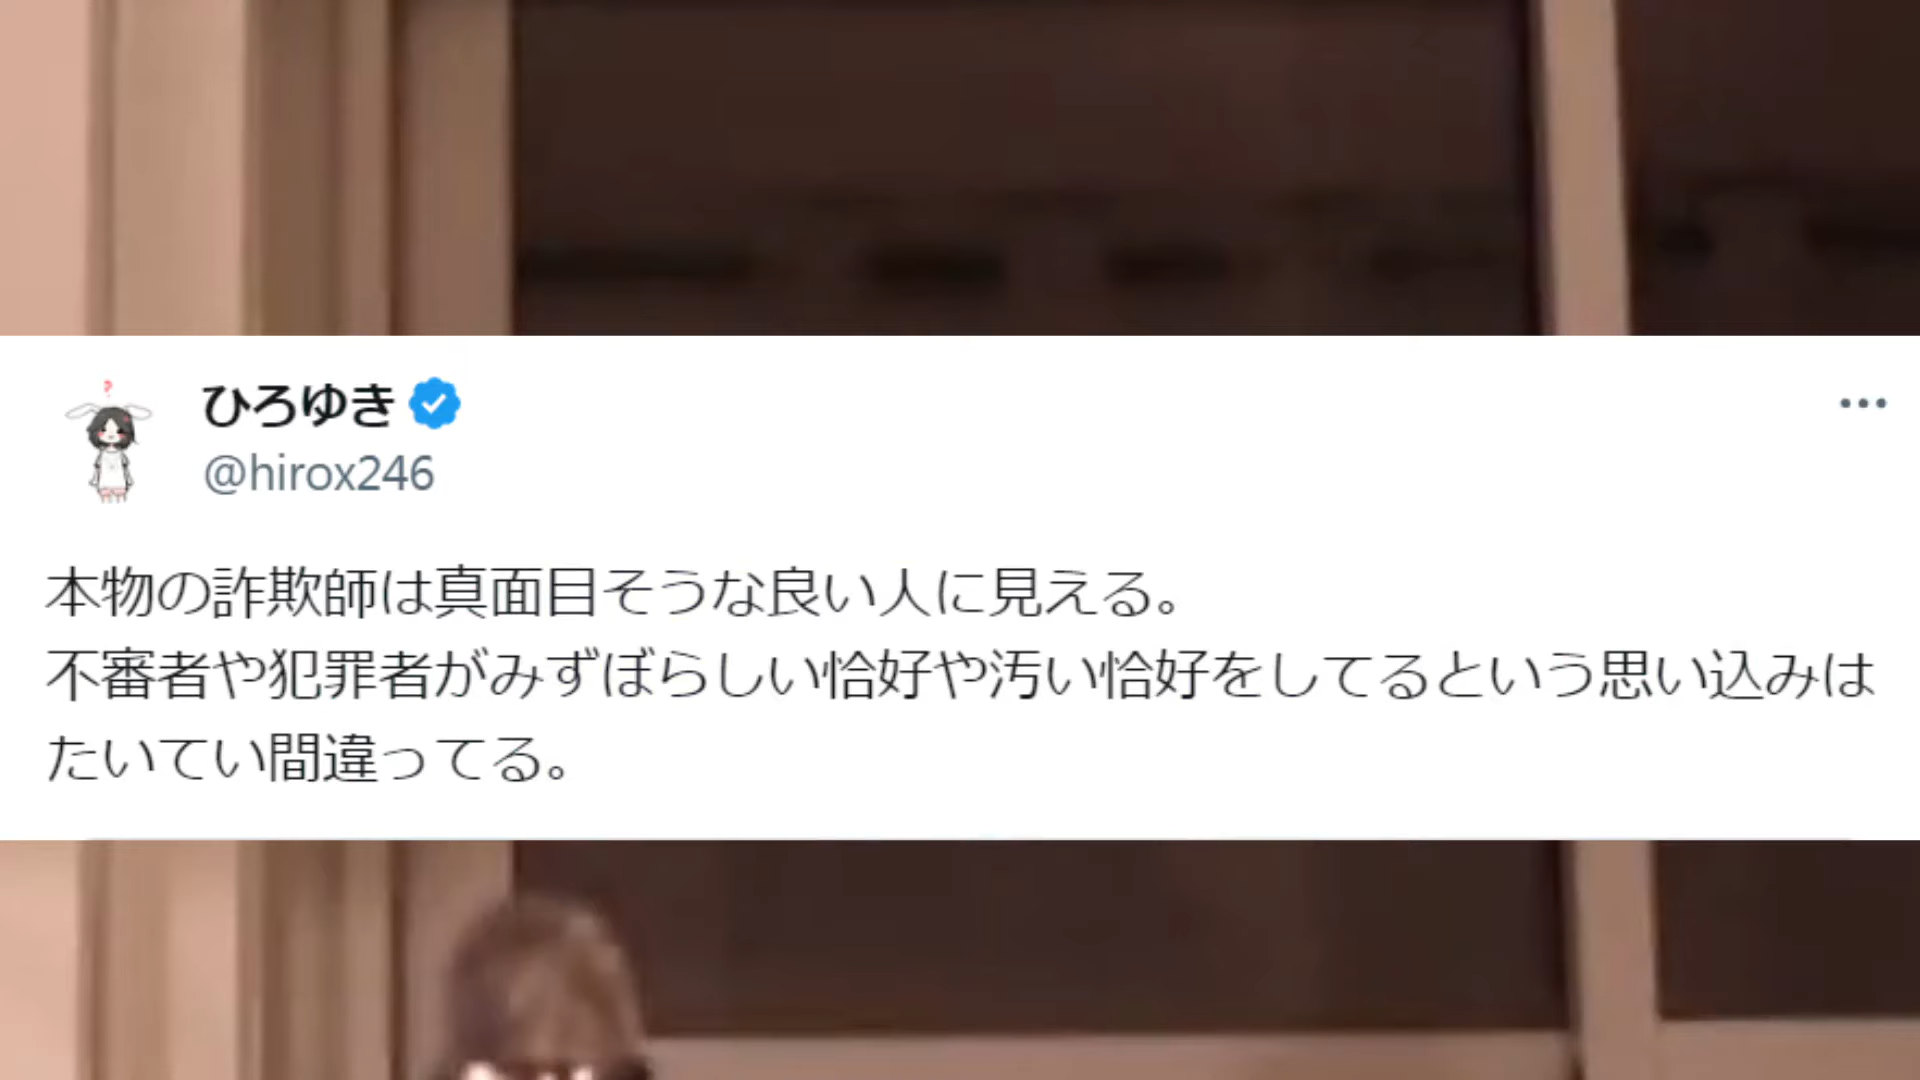 ?
ひろゆき
@hirox246
本物の詐欺師は真面目そうな良い人に見える。
不審者や犯罪者がみずぼらしい恰好や汚い恰好をしてるという思い込みは
たいてい間違ってる。